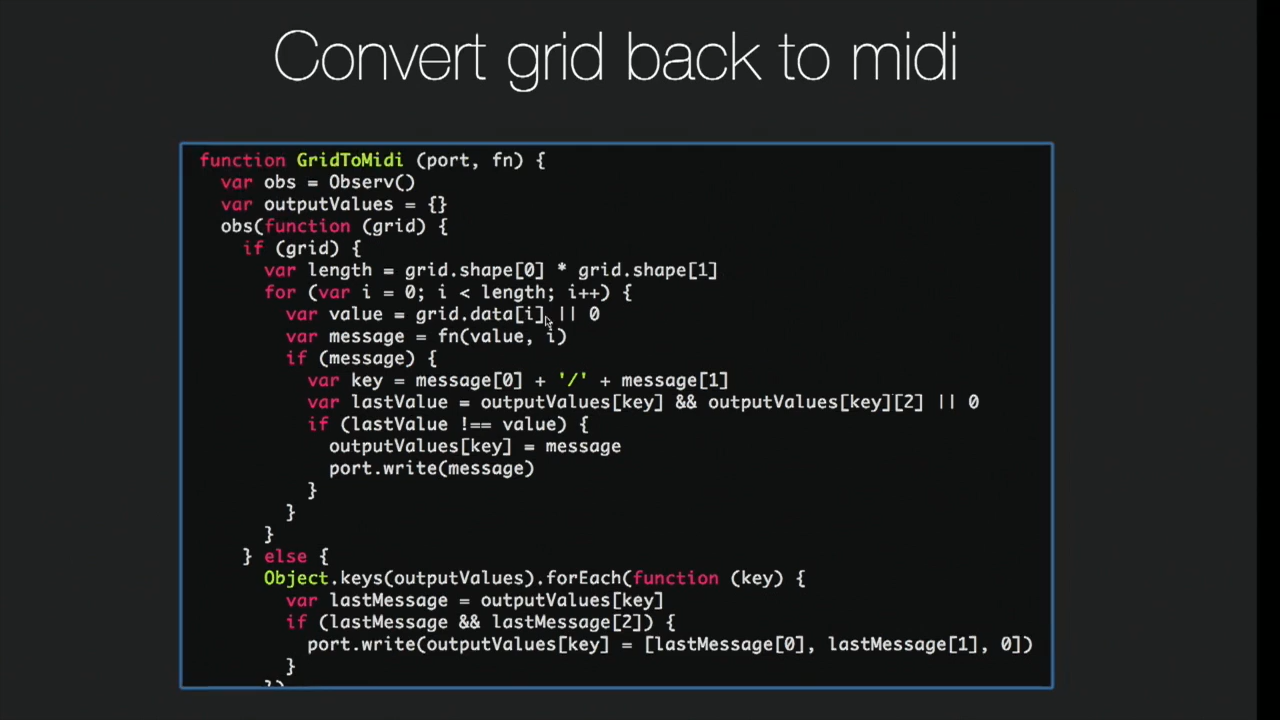 Convert grid back to midi
function GridToMidi (port, fn) {
var obs = Observ()
var outputValues = {}
obs(function (grid) {
if (grid) {
var length = grid.shape[0] * grid.shape[1]
for (var i = 0; i < length; i++) {
var value = grid.data[i] || 0
var message = fn(value, i)
if (message) {
var key = message[0] + '/' + message[1]
var lastValue = outputValues[key] && outputValues[key][2] || 0
if (lastValue !== value) {
outputValues[key] = message
port.write(message)
}
}
}
} else {
Object.keys(outputValues).forEach(function (key) {
var lastMessage = outputValues[key]
if (lastMessage && lastMessage[2]) {
port.write(outputValues[key] = [lastMessage[0], lastMessage[1], 0])
}
})